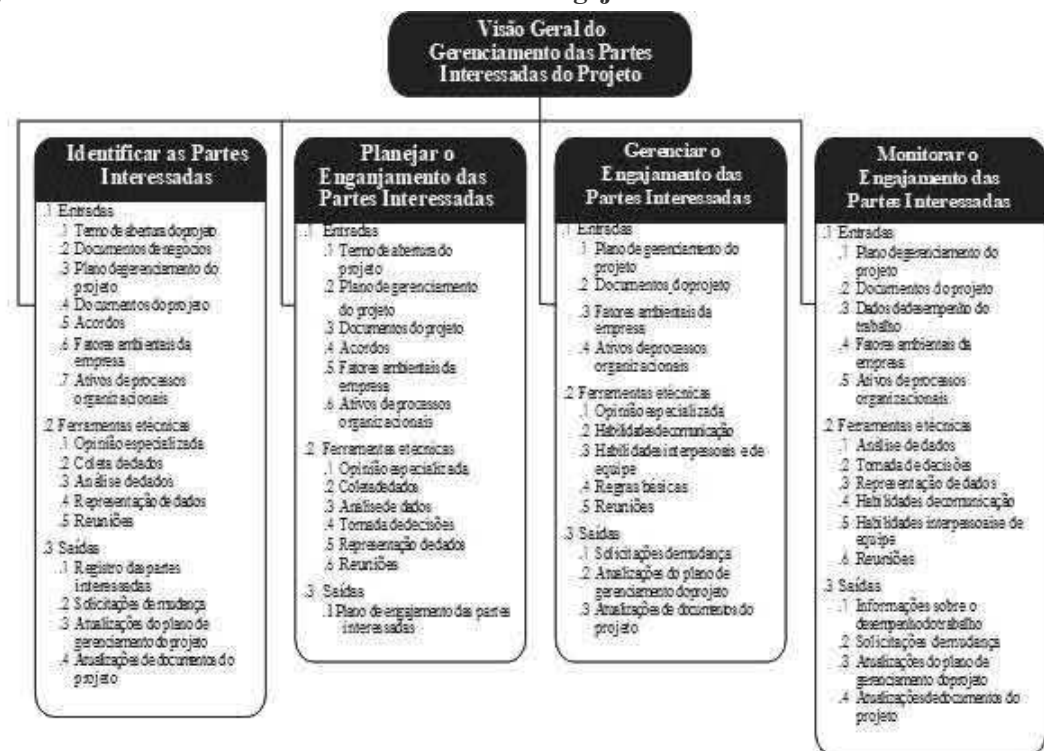 Visão Geral do
Gerenciamento das Partes
Interessadas do Projeto
Identificar as Partes
Interessadas
.1 Entradas
.1 Termo de abertura do projeto
.2 Documentos de negócios
.3 Plano de gerenciamento do
projeto
.4 Documentos do projeto
.5 Acordos
.6 Fatores ambientais da
empresa
.7 Ativos de processos
organizacionais
.2 Ferramentas e técnicas
.1 Opinião especializada
.2 Coleta de dados
.3 Análise de dados
.4 Representação de dados
.5 Reuniões
.3 Saídas
.1 Registro das partes
interessadas
.2 Solicitações de mudança
.3 Atualizações do plano de
gerenciamento do projeto
.4 Atualizações de documentos do
projeto
Planejar o
Enganjamento das
Partes Interessadas
.1 Entradas
.1 Termo de abertura do
projeto
.2 Plano de gerenciamento
do projeto
.3 Documentos do projeto
.4 Acordos
.5 Fatores ambientais da
empresa
.6 Ativos de processos
organizacionais
.2 Ferramentas e técnicas
.1 Opinião especializada
.2 Coleta de dados
.3 Análise de dados
.4 Tomada de decisões
.5 Representação de dados
.6 Reuniões
.3 Saídas
.1 Plano de engajamento das partes
interessadas
Gerenciar o
Engajamento das
Partes Interessadas
.1 Entradas
.1 Plano de gerenciamento do
projeto
.2 Documentos do projeto
.3 Fatores ambientais da
empresa
.4 Ativos de processos
organizacionais
.2 Ferramentas e técnicas
.1 Opinião especializada
.2 Habilidades de comunicação
.3 Habilidades interpessoais e de
equipe
.4 Regras básicas
.5 Reuniões
.3 Saídas
.1 Solicitações de mudança
.2 Atualizações do plano de
gerenciamento do projeto
.3 Atualizações de documentos do
projeto
Monitorar o
Engajamento das
Partes Interessadas
.1 Entradas
.1 Plano de gerenciamento do
projeto
.2 Documentos do projeto
.3 Dados de desempenho do
trabalho
.4 Fatores ambientais da
empresa
.5 Ativos de processos
organizacionais
.2 Ferramentas e técnicas
.1 Análise de dados
.2 Tomada de decisões
.3 Representação de dados
.4 Habilidades de comunicação
.5 Habilidades interpessoais e de
equipe
.6 Reuniões
.3 Saídas
.1 Informações sobre o
desempenho do trabalho
.2 Solicitações de mudança
.3 Atualizações do plano de
gerenciamento do projeto
.4 Atualizações de documentos do
projeto